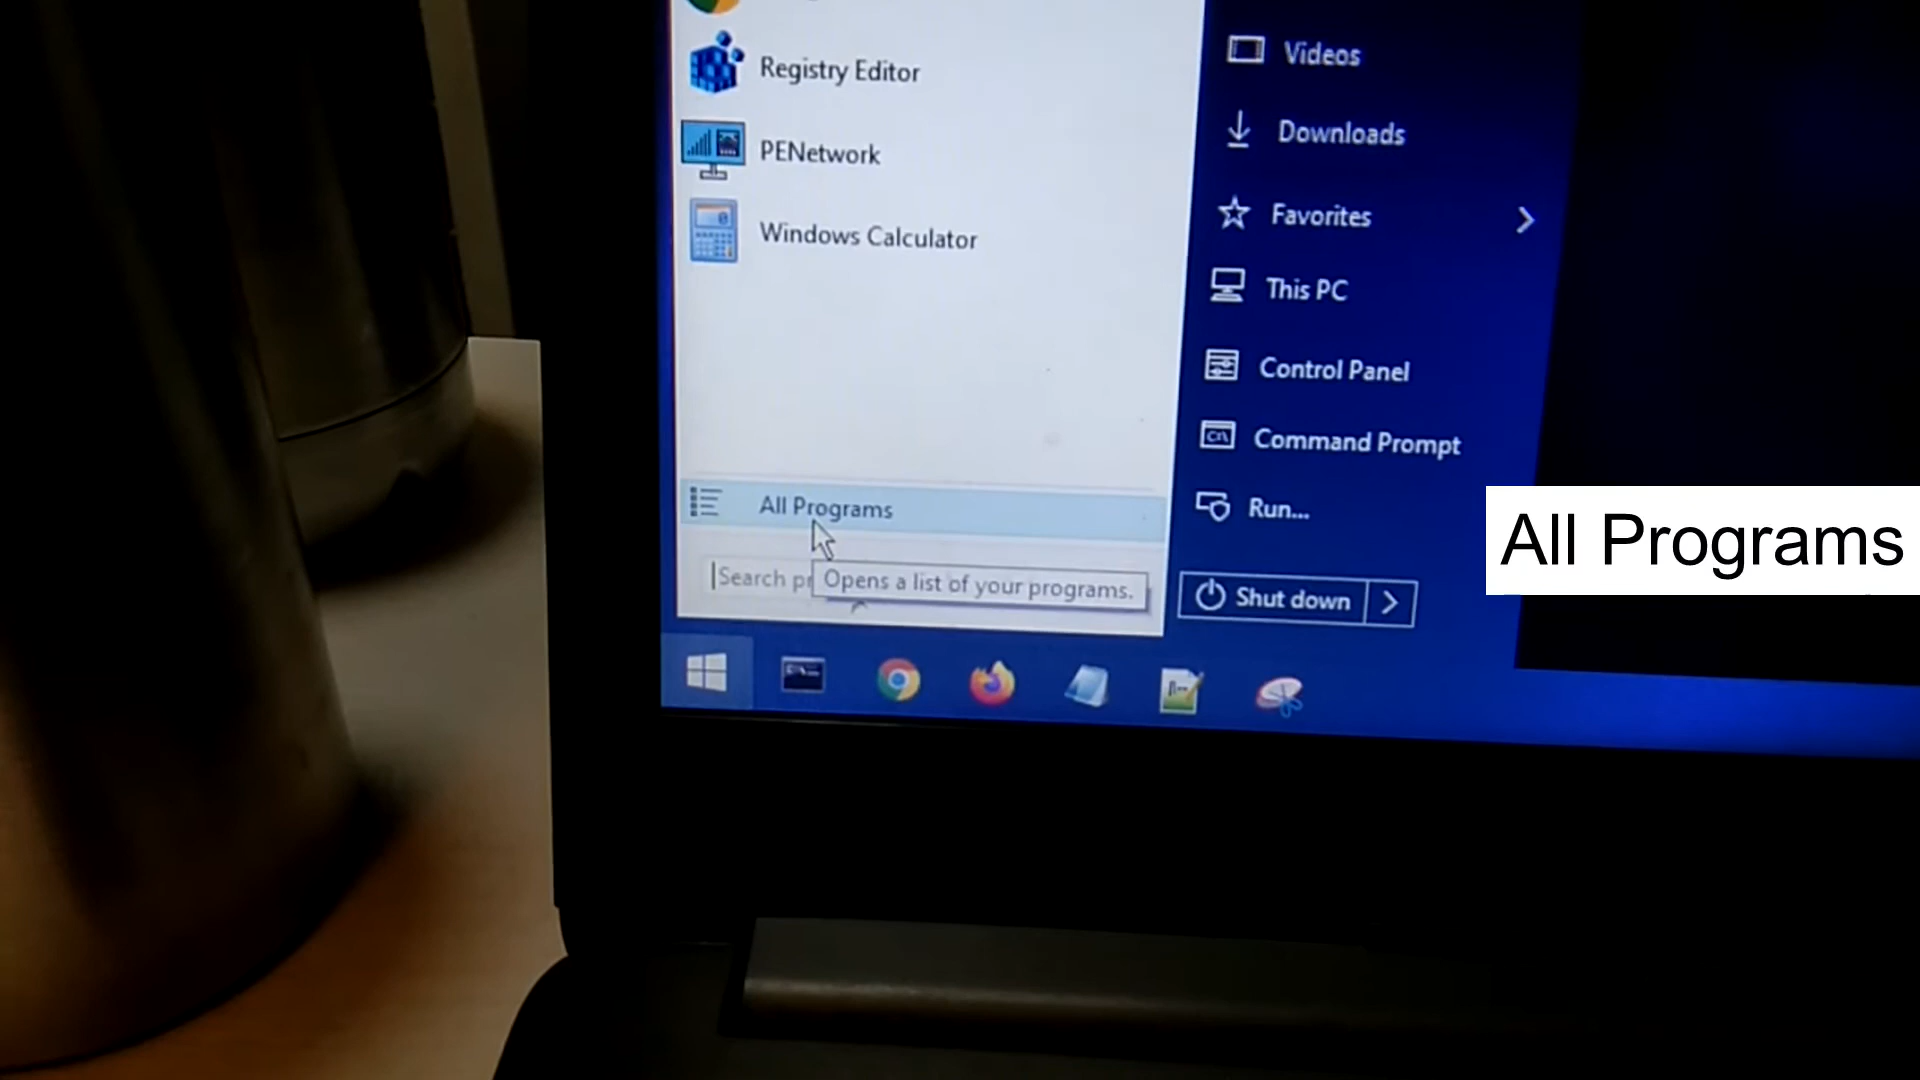 Registry Editor
PENetwork
Windows Calculator
All Programs
Search
Opens a list of your programs.
Videos
Downloads
Favorites
This PC
Control Panel
Command Prompt
Run...
Shut down
All Programs